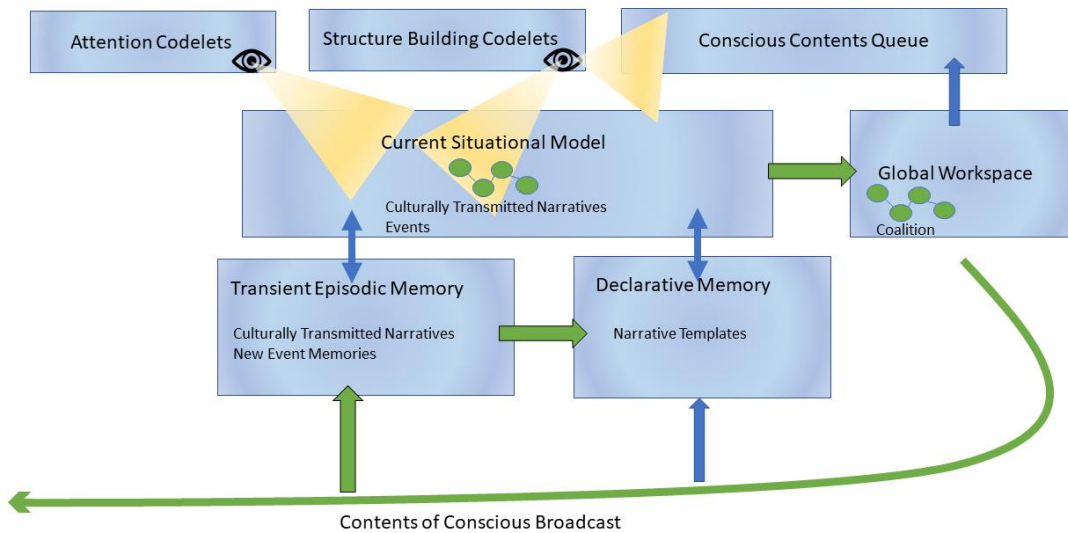 Attention Codelets
Structure Building Codelets
Conscious Contents Queue
Current Situational Model
Culturally Transmitted Narratives
Events
Global Workspace
Coalition
Transient Episodic Memory
Culturally Transmitted Narratives
New Event Memories
Declarative Memory
Narrative Templates
Contents of Conscious Broadcast